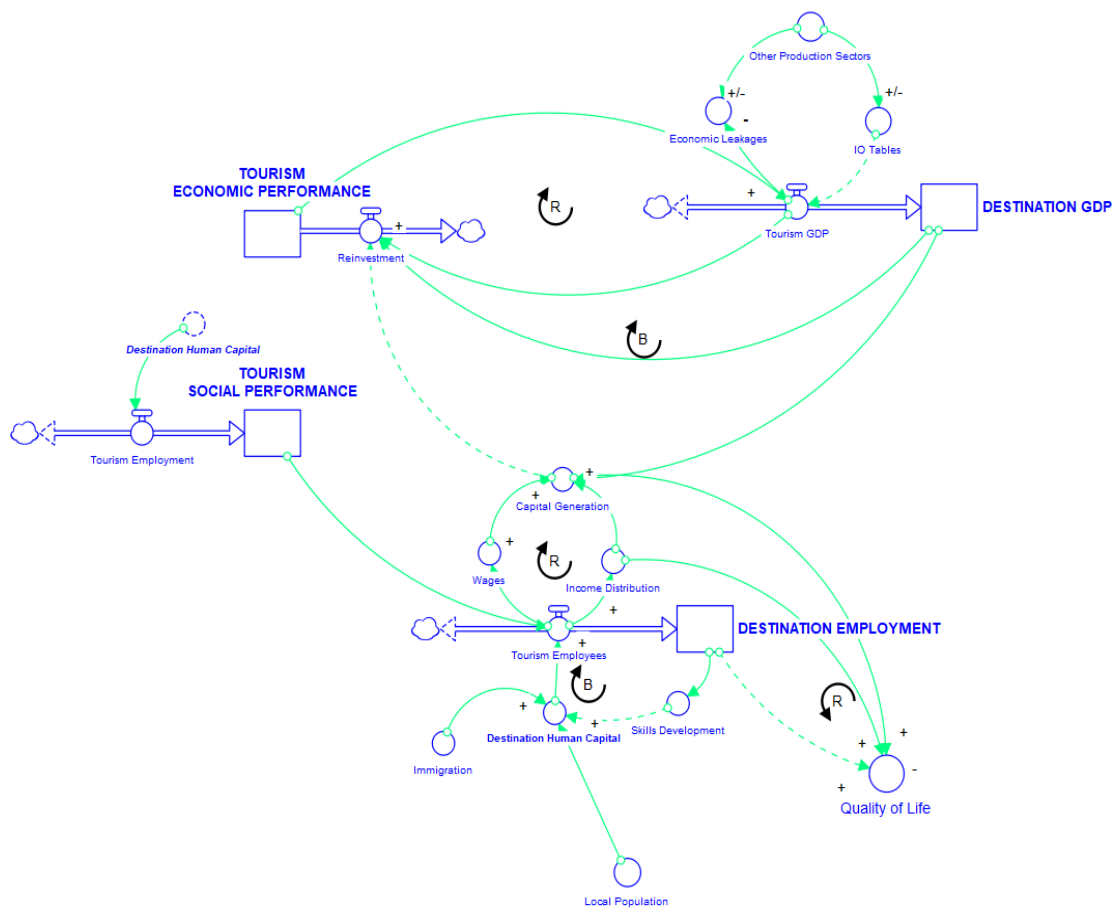 Other Production Sectors
+/-
+/-
-
Economic Leakages
IO Tables
TOURISM
ECONOMIC PERFORMANCE
R
+
DESTINATION GDP
+
Tourism GDP
Reinvestment
B
Destination Human Capital
TOURISM
SOCIAL PERFORMANCE
Tourism Employment
+
+
Capital Generation
+
R
Wages
Income Distribution
+
DESTINATION EMPLOYMENT
+
Tourism Employees
B
R
+
+
Skills Development
Destination Human Capital
+
+
-
Immigration
+
Quality of Life
Local Population